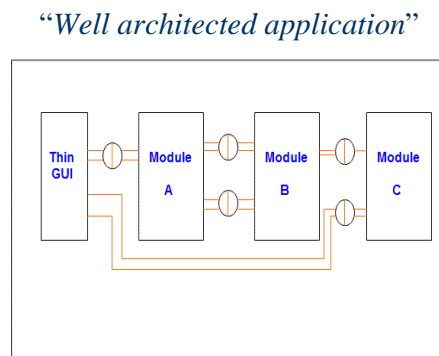 “Well architected application”
Thin
GUI
Module
A
Module
B
Module
C